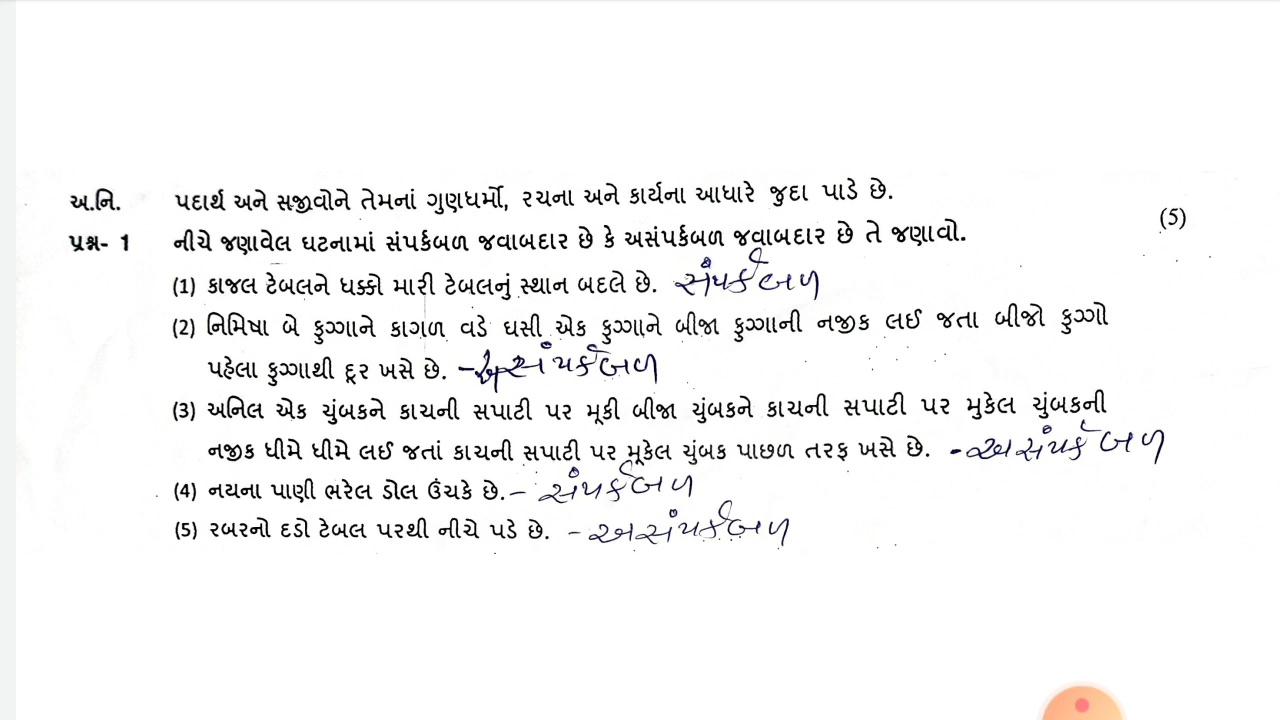 અ.નિ. પદાર્થ અને સજીવોને તેમનાં ગુણધર્મો, રચના અને કાર્યના આધારે જુદા પાડે છે.
(5)
પ્રશ્ન- 1 નીચે જણાવેલ ઘટનામાં સંપર્કબળ જવાબદાર છે કે અસંપર્કબળ જવાબદાર છે તે જણાવો.
(1) કાજલ ટેબલને ધક્કો મારી ટેબલનું સ્થાન બદલે છે. સંપર્કબળ
(2) નિમિષા બે ફુગ્ગાને કાગળ વડે ઘસી એક ફુગ્ગાને બીજા ફુગ્ગાની નજીક લઈ જતા બીજો ફુગ્ગો
પહેલા ફુગ્ગાથી દૂર ખસે છે. - અસંપર્કબળ
(3) અનિલ એક ચુંબકને કાચની સપાટી પર મૂકી બીજા ચુંબકને કાચની સપાટી પર મુકેલ ચુંબકની
નજીક ધીમે ધીમે લઈ જતાં કાચની સપાટી પર મૂકેલ ચુંબક પાછળ તરફ ખસે છે. - અસંપર્કબળ
(4) નયના પાણી ભરેલ ડોલ ઉંચકે છે. - સંપર્કબળ
(5) રબરનો દડો ટેબલ પરથી નીચે પડે છે. - અસંપર્કબળ